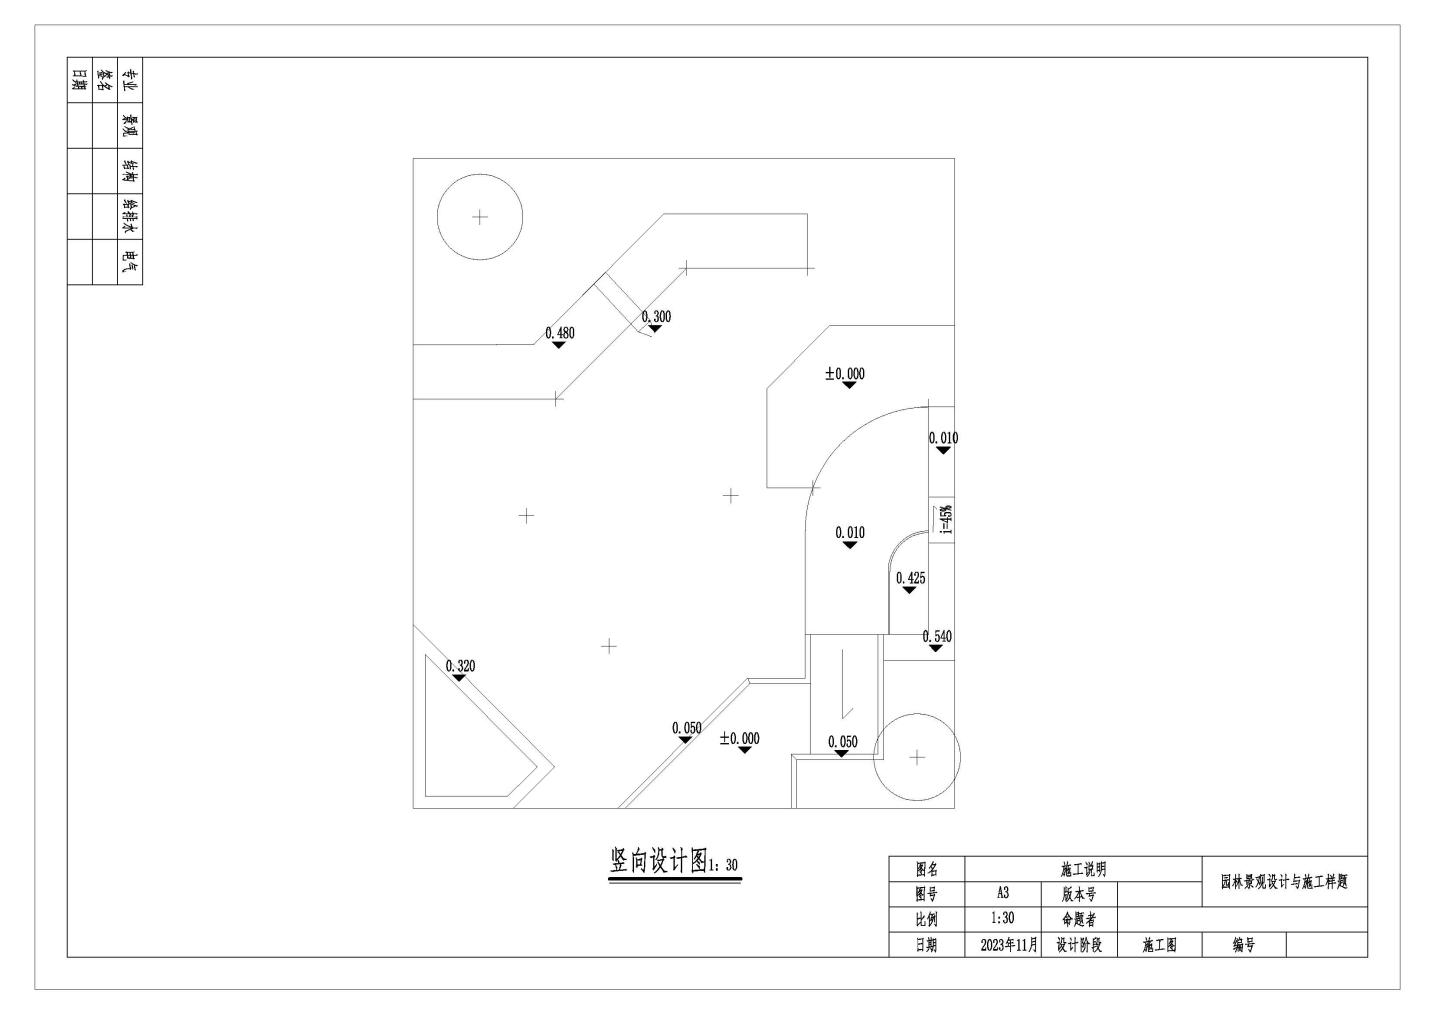 专业
签名
日期
景观
结构
给排水
电气
0.300
0.480
±0.000
0.010
i=45%
0.010
0.425
0.540
0.320
0.050
±0.000
0.050
竖向设计图1:30
图名 施工说明 园林景观设计与施工样题
图号 A3 版本号
比例 1:30 命题者
日期 2023年11月 设计阶段 施工图 编号